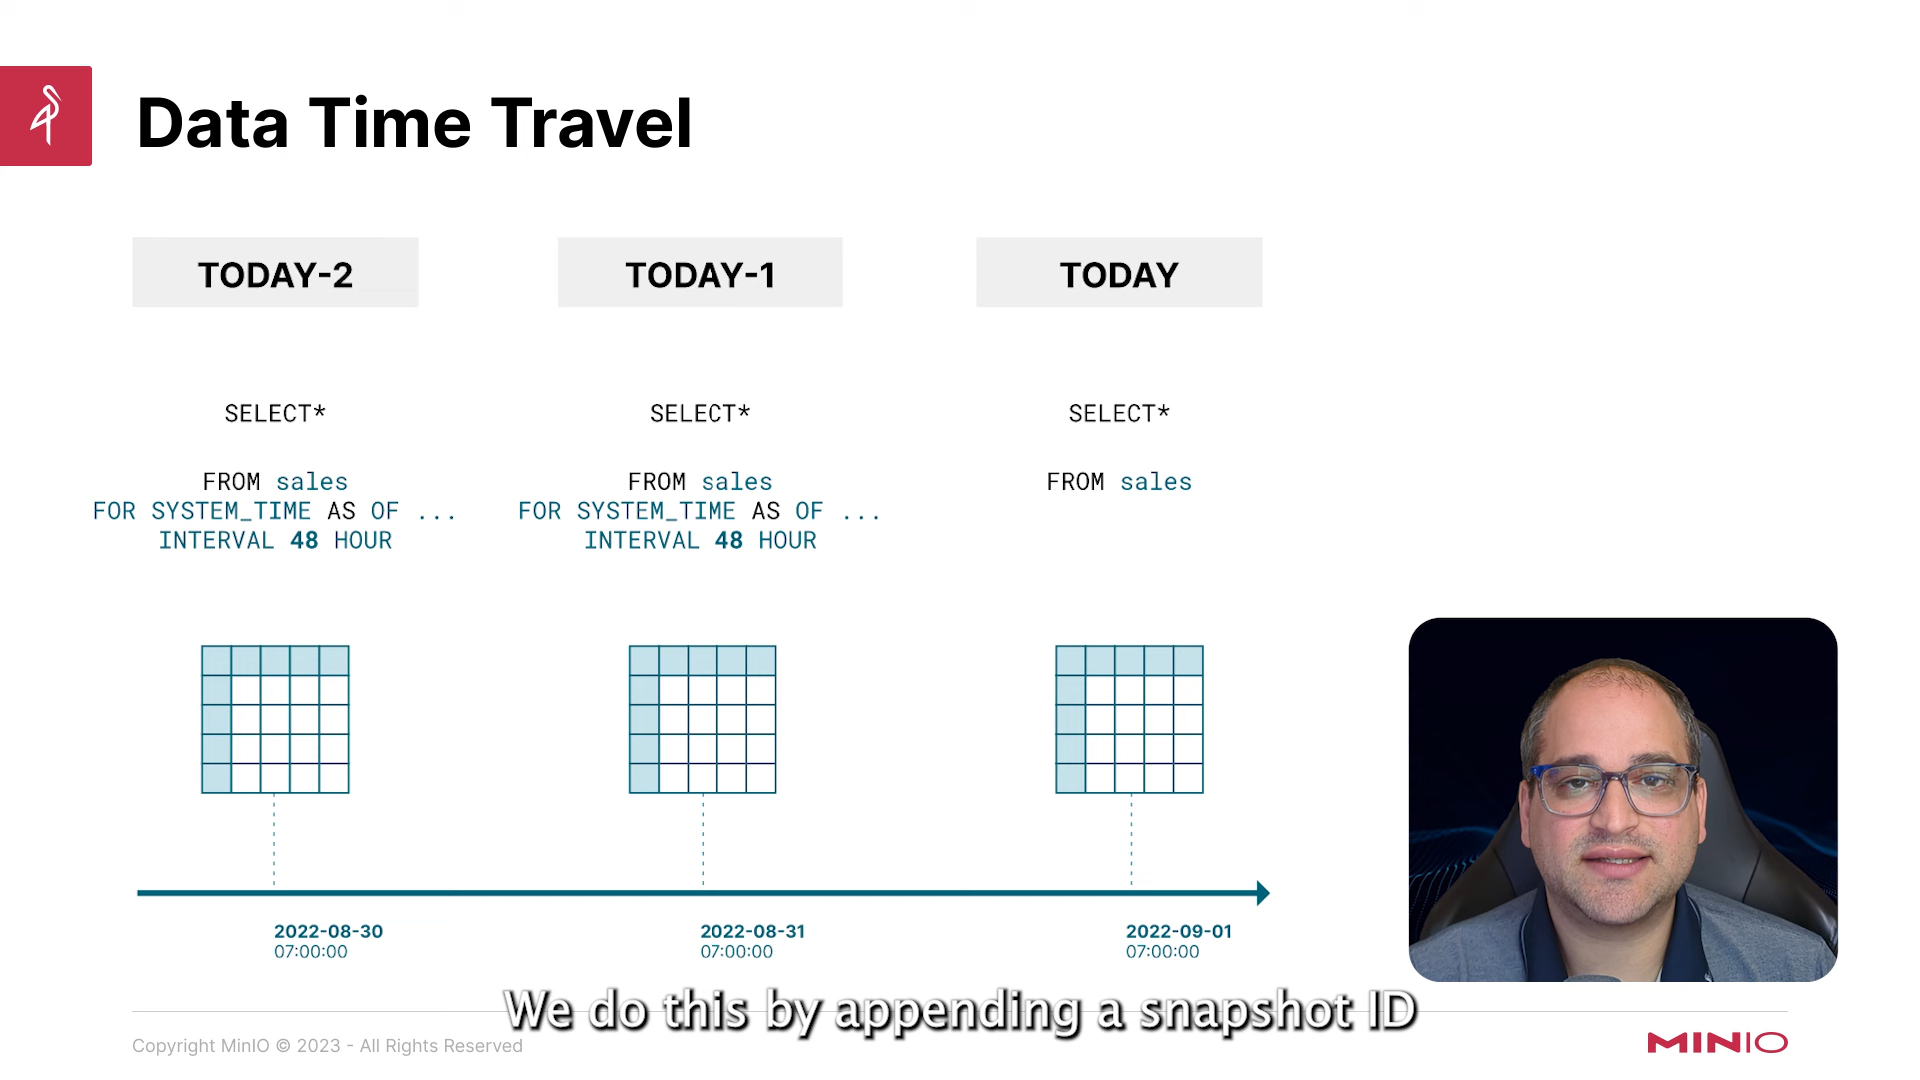 Data Time Travel
TODAY-2
SELECT*
FROM sales
FOR SYSTEM_TIME AS OF ...
INTERVAL 48 HOUR
TODAY-1
SELECT*
FROM sales
FOR SYSTEM_TIME AS OF ...
INTERVAL 48 HOUR
TODAY
SELECT*
FROM sales
2022-08-30
07:00:00
2022-08-31
07:00:00
2022-09-01
07:00:00
We do this by appending a snapshot ID
Copyright MinIO © 2023 - All Rights Reserved
MINIO